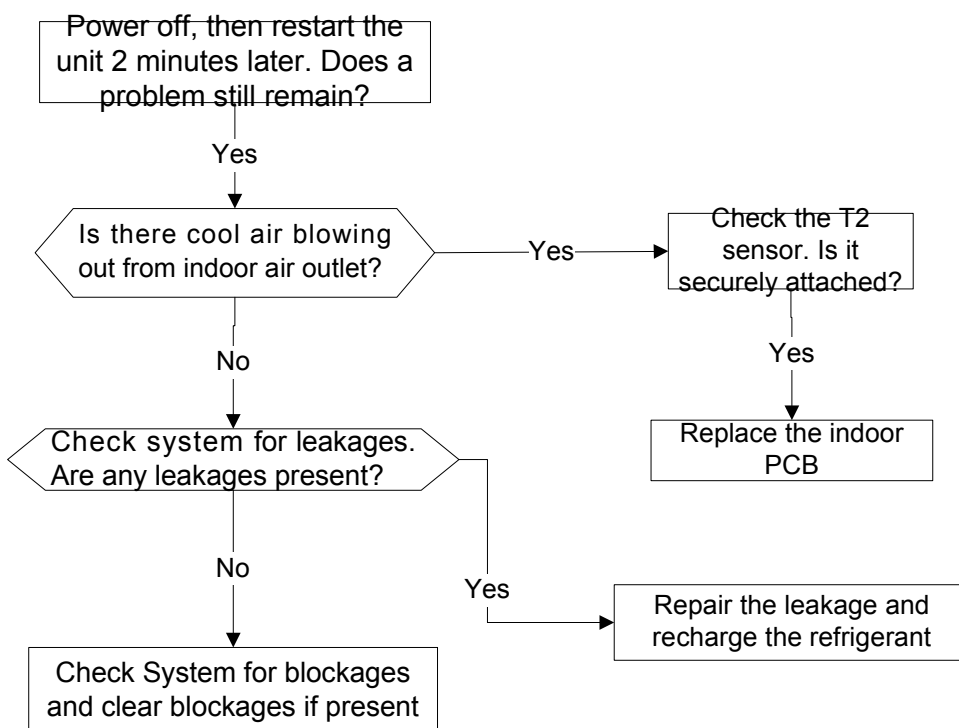 Power off, then restart the
unit 2 minutes later. Does a
problem still remain?
Yes
Is there cool air blowing
out from indoor air outlet?
Yes
Check the T2
sensor. Is it
securely attached?
Yes
Replace the indoor
PCB
No
Check system for leakages.
Are any leakages present?
Yes
Repair the leakage and
recharge the refrigerant
No
Check System for blockages
and clear blockages if present